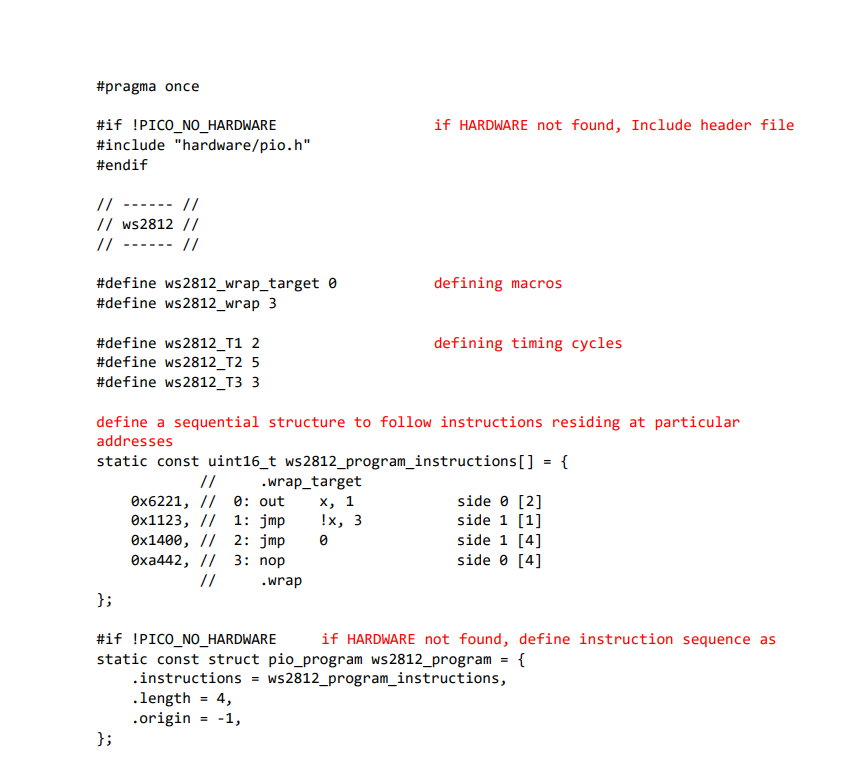 #pragma once
#if !PICO_NO_HARDWARE if HARDWARE not found, Include header file
#include "hardware/pio.h"
#endif
// ------ //
// ws2812 //
// ------ //
#define ws2812_wrap_target 0 defining macros
#define ws2812_wrap 3
#define ws2812_T1 2 defining timing cycles
#define ws2812_T2 5
#define ws2812_T3 3
define a sequential structure to follow instructions residing at particular
addresses
static const uint16_t ws2812_program_instructions[] = {
// .wrap_target
0x6221, // 0: out x, 1 side 0 [2]
0x1123, // 1: jmp !x, 3 side 1 [1]
0x1400, // 2: jmp 0 side 1 [4]
0xa442, // 3: nop side 0 [4]
// .wrap
};
#if !PICO_NO_HARDWARE if HARDWARE not found, define instruction sequence as
static const struct pio_program ws2812_program = {
.instructions = ws2812_program_instructions,
.length = 4,
.origin = -1,
};